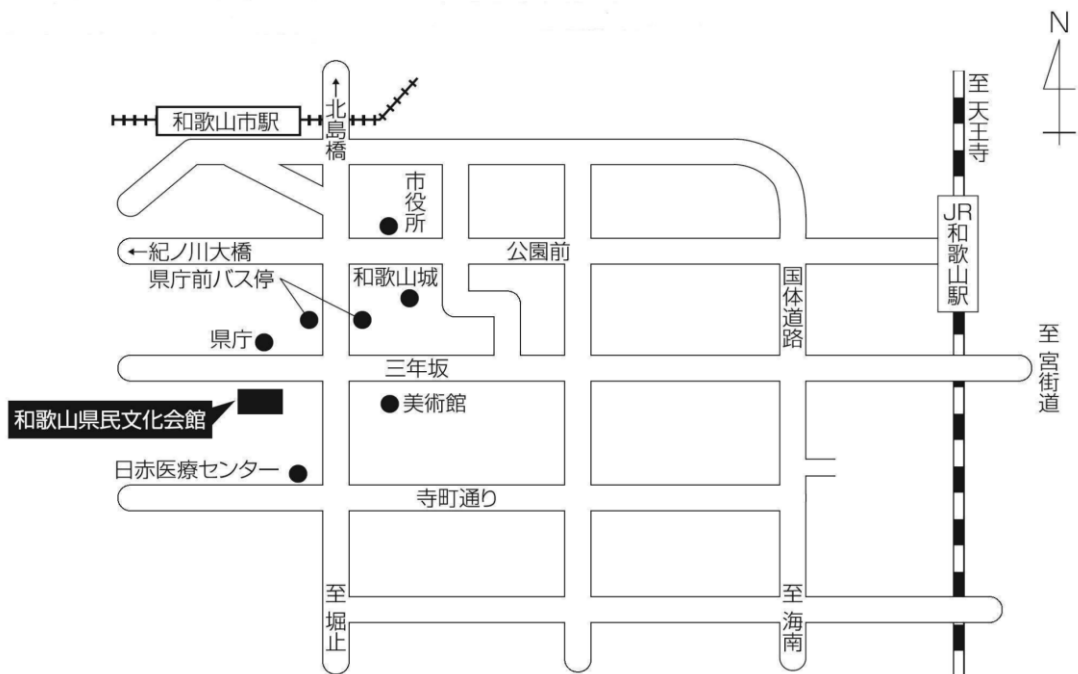 N
至 天王寺
和歌山市駅
↑北島橋
市役所
JR和歌山駅
←紀ノ川大橋
公園前
県庁前バス停
和歌山城
国体道路
県庁
至 宮街道
三年坂
和歌山県民文化会館
美術館
日赤医療センター
寺町通り
至 堀止
至 海南